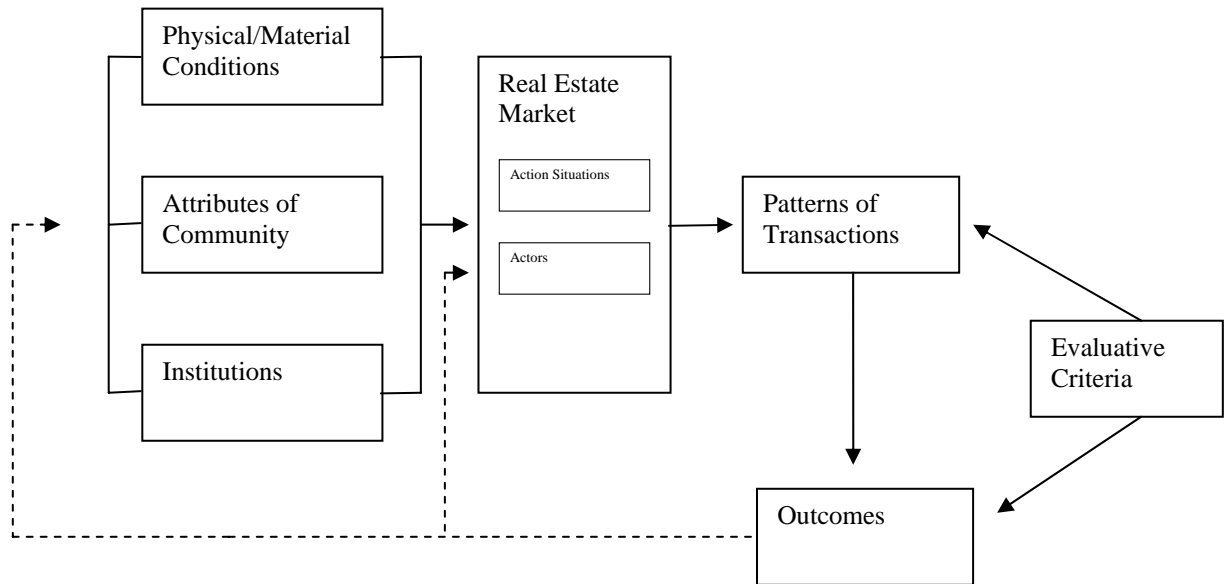 Physical/Material
Conditions
Attributes of
Community
Institutions
Real Estate
Market
Action Situations
Actors
Patterns of
Transactions
Outcomes
Evaluative
Criteria